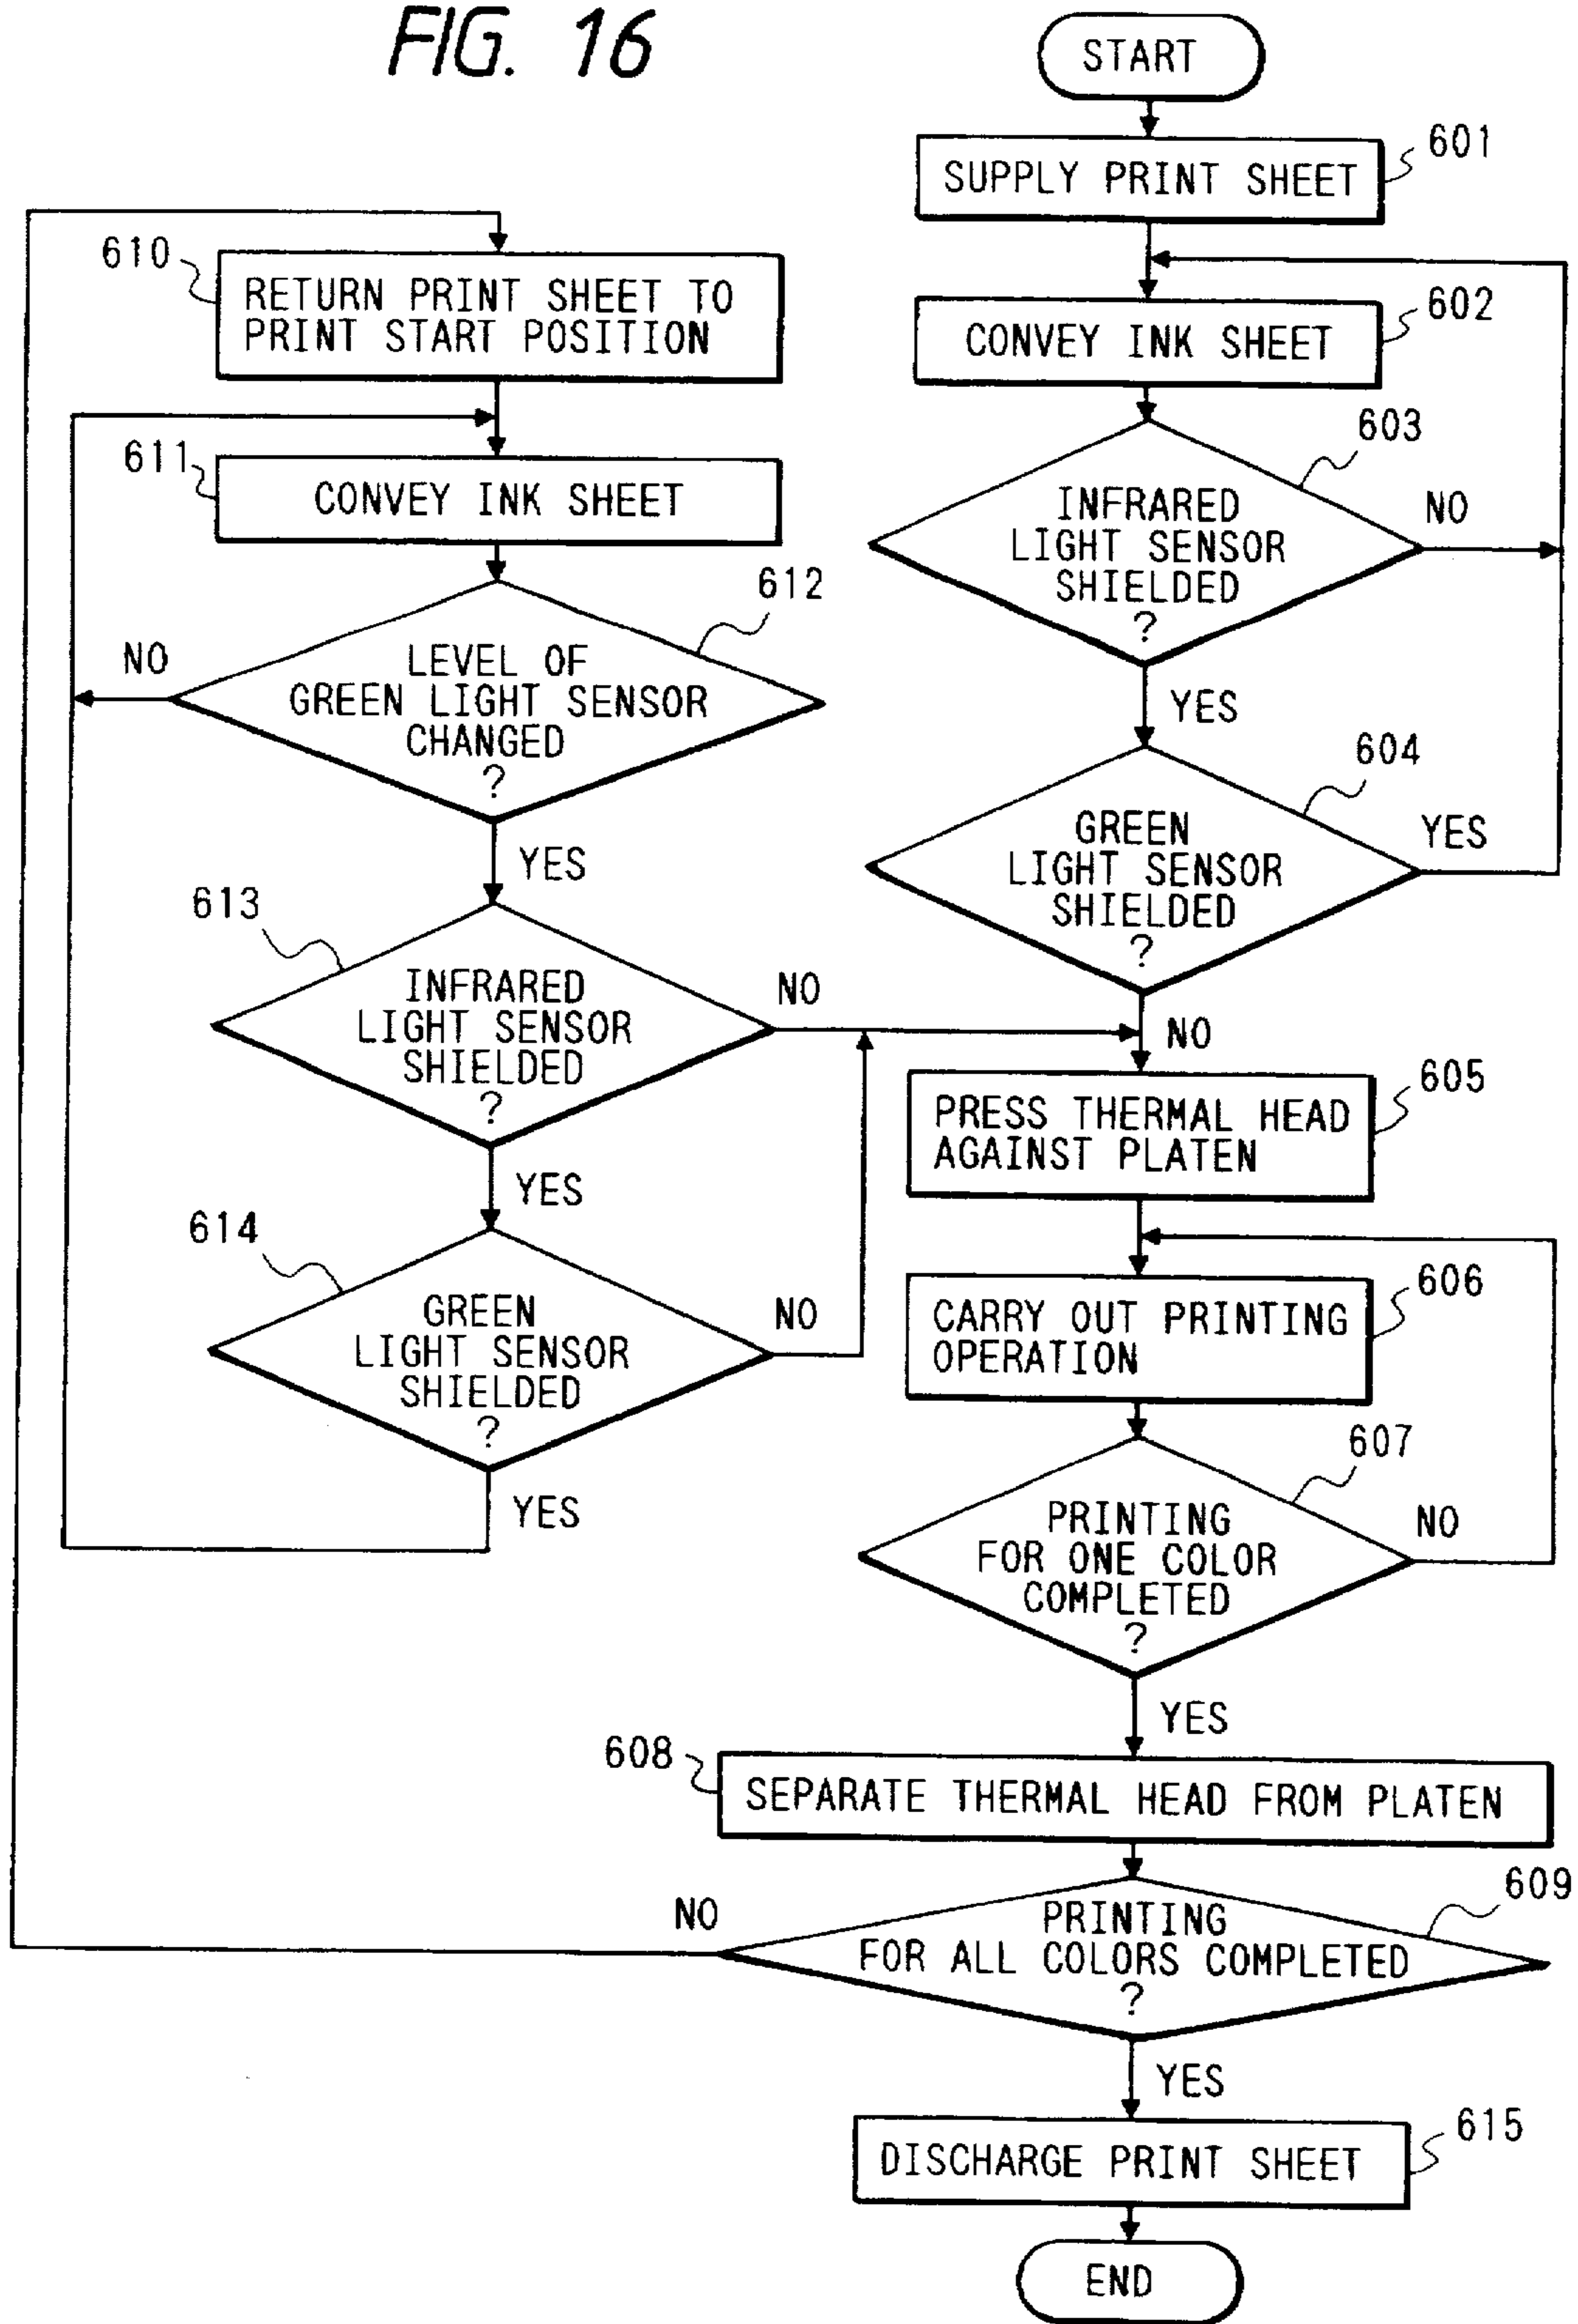 FIG. 16
START
601
SUPPLY PRINT SHEET
602
CONVEY INK SHEET
603
INFRARED
LIGHT SENSOR
SHIELDED
?
NO
YES
604
GREEN
LIGHT SENSOR
SHIELDED
?
YES
NO
605
PRESS THERMAL HEAD
AGAINST PLATEN
606
CARRY OUT PRINTING
OPERATION
607
PRINTING
FOR ONE COLOR
COMPLETED
?
NO
YES
608
SEPARATE THERMAL HEAD FROM PLATEN
609
PRINTING
FOR ALL COLORS COMPLETED
?
NO
YES
610
RETURN PRINT SHEET TO
PRINT START POSITION
611
CONVEY INK SHEET
612
LEVEL OF
GREEN LIGHT SENSOR
CHANGED
?
NO
YES
613
INFRARED
LIGHT SENSOR
SHIELDED
?
NO
YES
614
GREEN
LIGHT SENSOR
SHIELDED
?
NO
YES
615
DISCHARGE PRINT SHEET
END